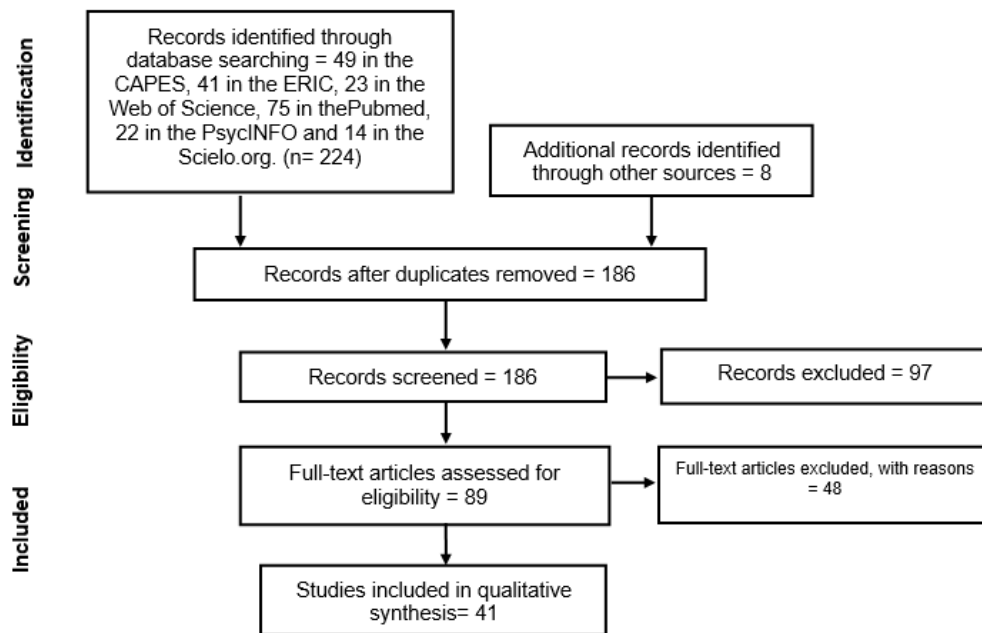 Identification
Records identified through
database searching = 49 in the
CAPES, 41 in the ERIC, 23 in the
Web of Science, 75 in thePubmed,
22 in the PsycINFO and 14 in the
Scielo.org. (n= 224)
Additional records identified
through other sources = 8
Screening
Records after duplicates removed = 186
Eligibility
Records screened = 186
Records excluded = 97
Full-text articles assessed for
eligibility = 89
Full-text articles excluded, with reasons
= 48
Included
Studies included in qualitative
synthesis= 41